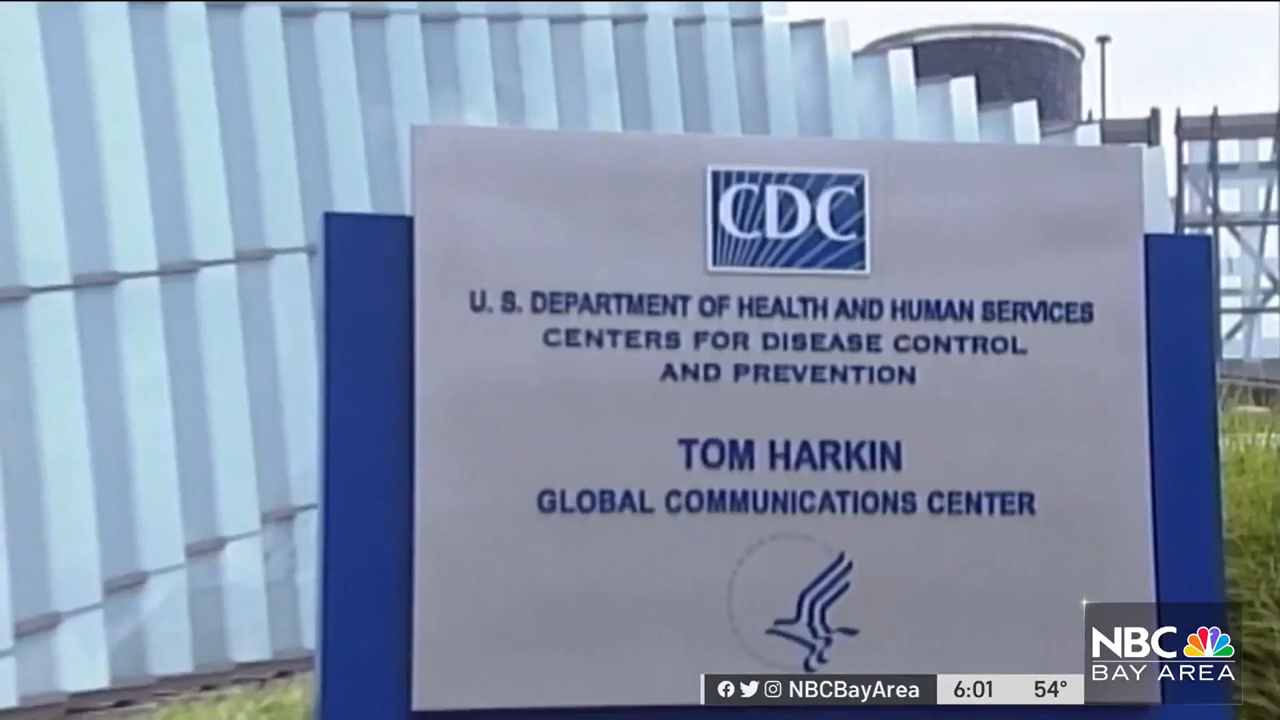 CDC
U. S. DEPARTMENT OF HEALTH AND HUMAN SERVICES
CENTERS FOR DISEASE CONTROL
AND PREVENTION
TOM HARKIN
GLOBAL COMMUNICATIONS CENTER
NBCBayArea 6:01 54°
NBC
BAY AREA